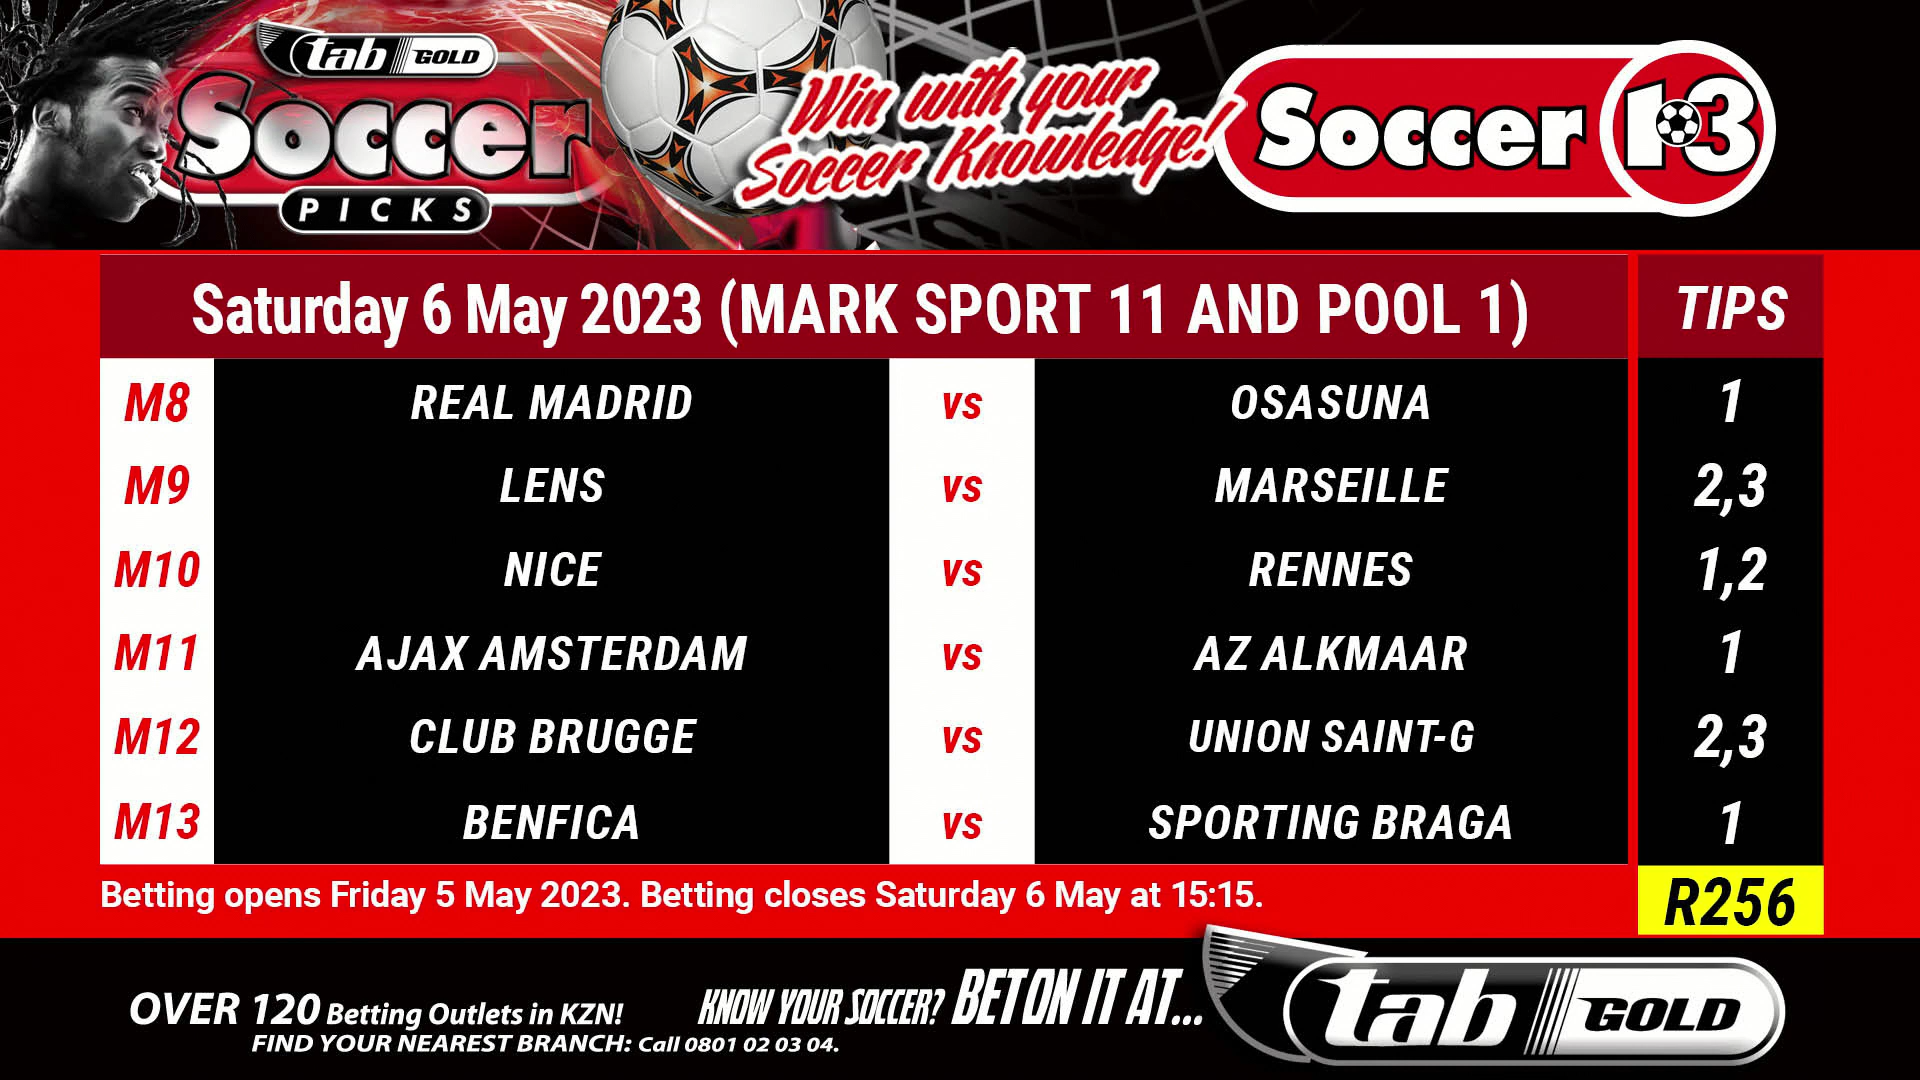 tab GOLD
Soccer
PICKS
Win with your
Soccer Knowledge!
Soccer 13
Saturday 6 May 2023 (MARK SPORT 11 AND POOL 1) TIPS
M8 REAL MADRID vs OSASUNA 1
M9 LENS vs MARSEILLE 2,3
M10 NICE vs RENNES 1,2
M11 AJAX AMSTERDAM vs AZ ALKMAAR 1
M12 CLUB BRUGGE vs UNION SAINT-G 2,3
M13 BENFICA vs SPORTING BRAGA 1
Betting opens Friday 5 May 2023. Betting closes Saturday 6 May at 15:15. R256
OVER 120 Betting Outlets in KZN!
FIND YOUR NEAREST BRANCH: Call 0801 02 03 04.
KNOW YOUR SOCCER? BET ON IT AT...
tab GOLD